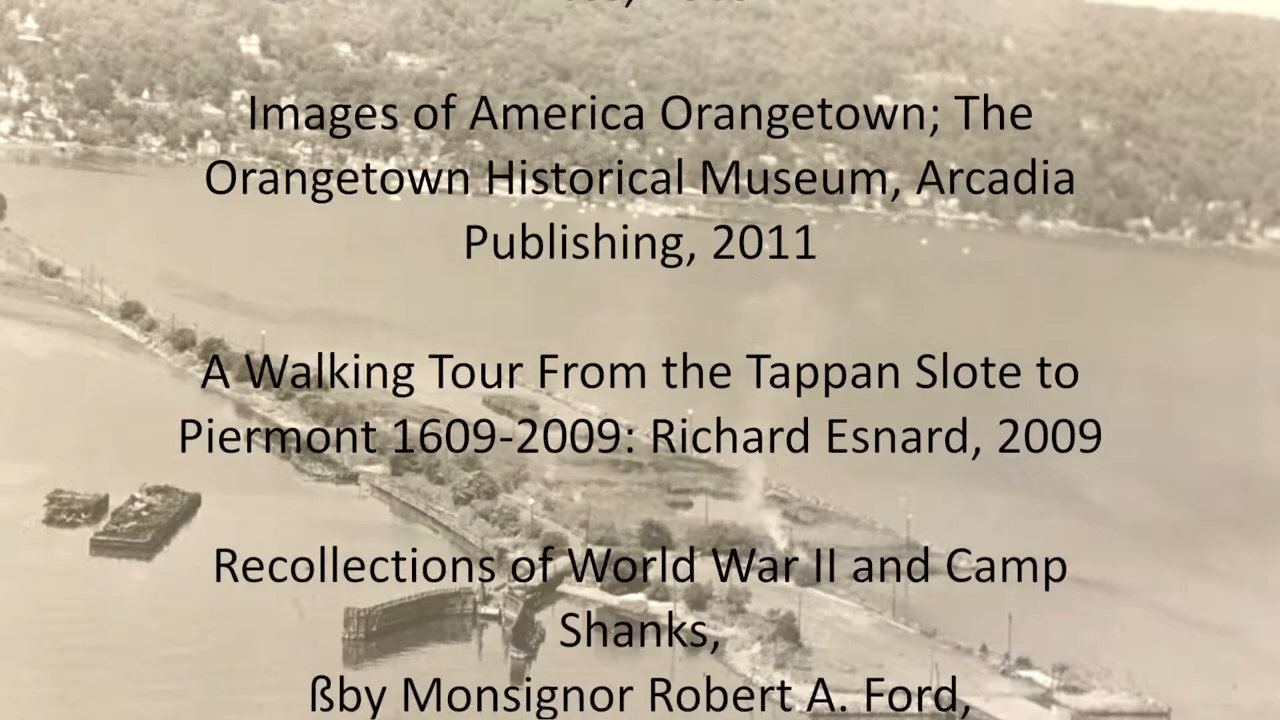 Images of America Orangetown; The
Orangetown Historical Museum, Arcadia
Publishing, 2011
A Walking Tour From the Tappan Slote to
Piermont 1609-2009: Richard Esnard, 2009
Recollections of World War II and Camp
Shanks,
ßby Monsignor Robert A. Ford,